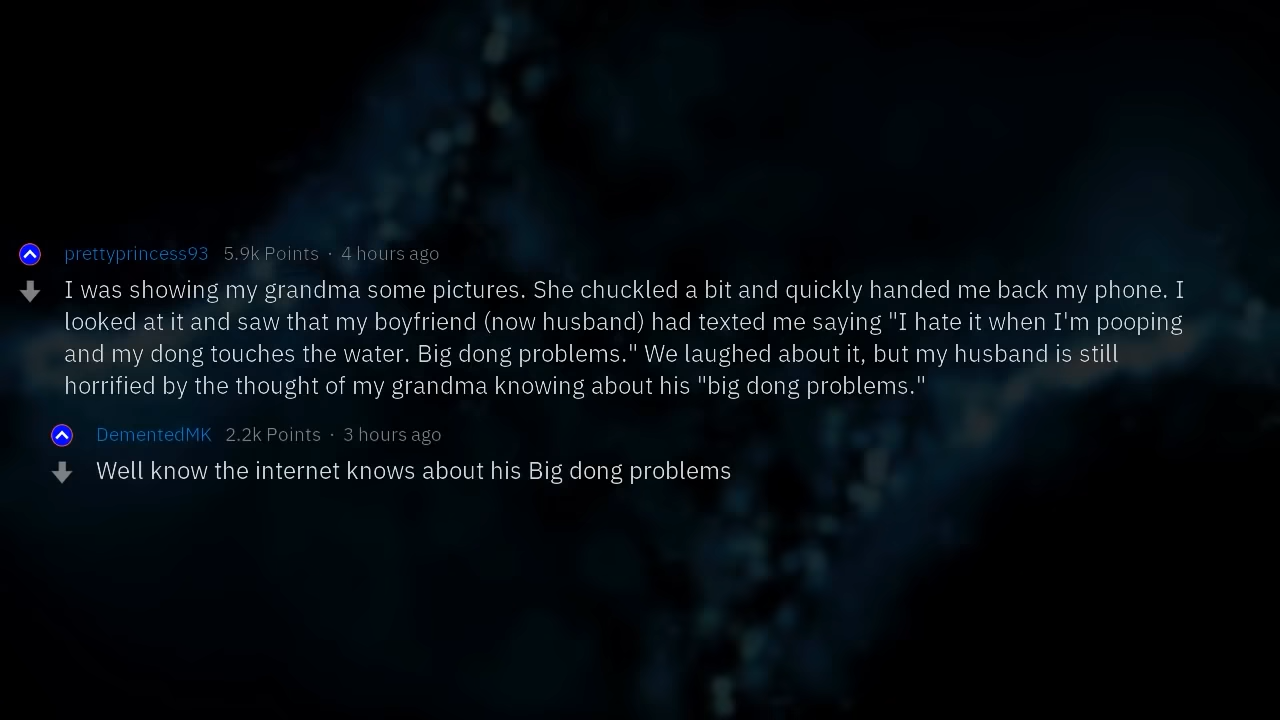 prettyprincess93 5.9k Points · 4 hours ago
I was showing my grandma some pictures. She chuckled a bit and quickly handed me back my phone. I
looked at it and saw that my boyfriend (now husband) had texted me saying "I hate it when I'm pooping
and my dong touches the water. Big dong problems." We laughed about it, but my husband is still
horrified by the thought of my grandma knowing about his "big dong problems."
DementedMK 2.2k Points · 3 hours ago
Well know the internet knows about his Big dong problems